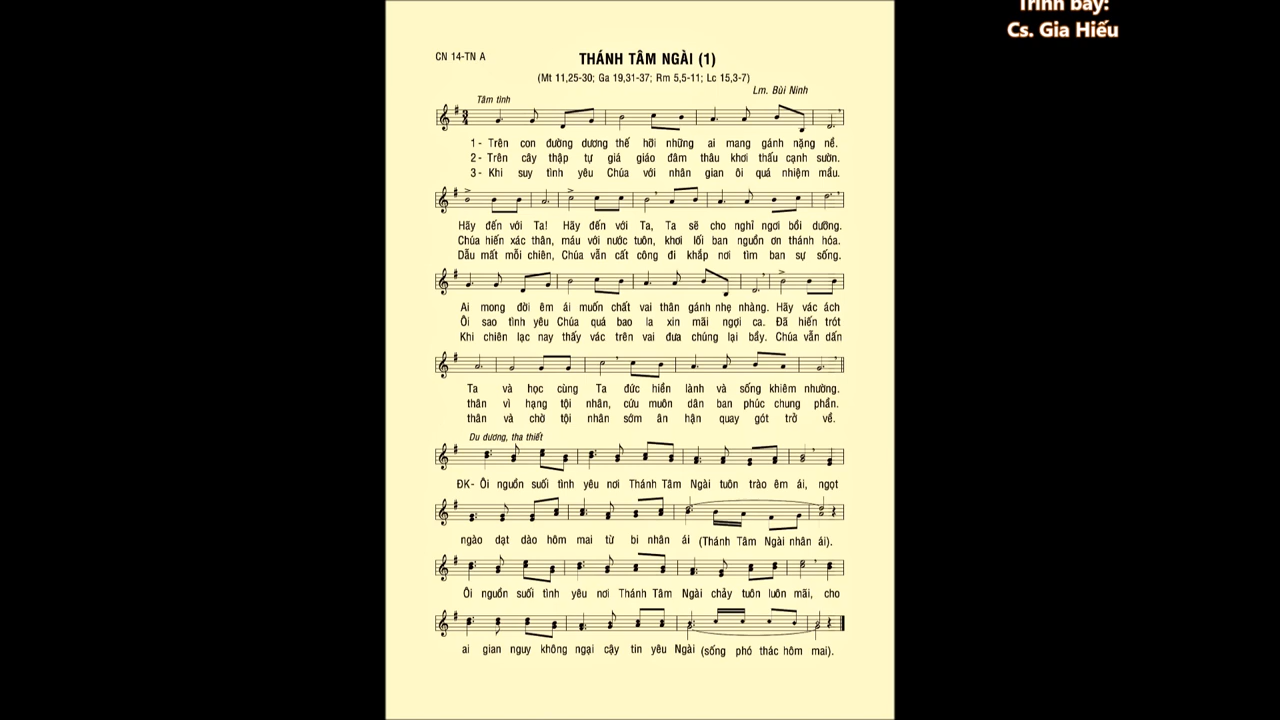 Trình bày:
Cs. Gia Hiếu
CN 14-TN A
THÁNH TÂM NGÀI (1)
(Mt 11,25-30; Ga 19,31-37; Rm 5,5-11; Lc 15,3-7)
Lm. Bùi Ninh
Tâm tình
1- Trên con đường dương thế hỡi những ai mang gánh nặng nề.
2- Trên cây thập tự giá giáo đâm thâu khơi thấu cạnh sườn.
3- Khi suy tình yêu Chúa với nhân gian ôi quá nhiệm mầu.
Hãy đến với Ta! Hãy đến với Ta, Ta sẽ cho nghỉ ngơi bồi dưỡng.
Chúa hiến xác thân, máu với nước tuôn, khơi lối ban nguồn ơn thánh hóa.
Dẫu mất mỗi chiên, Chúa vẫn cất công đi khắp nơi tìm ban sự sống.
Ai mong đời êm ái muốn chất vai thân gánh nhẹ nhàng. Hãy vác ách
Ôi sao tình yêu Chúa quá bao la xin mãi ngợi ca. Đã hiến trót
Khi chiên lạc nay thấy vác trên vai đưa chúng lại bầy. Chúa vẫn dấn
Ta và học cùng Ta đức hiền lành và sống khiêm nhường.
thân vì hạng tội nhân, cứu muôn dân ban phúc chung phần.
thân và chờ tội nhân sớm ăn hận quay gót trở về.
Du dương, tha thiết
ĐK- Ôi nguồn suối tình yêu nơi Thánh Tâm Ngài tuôn trào êm ái, ngọt
ngào dạt dào hôm mai từ bi nhân ái (Thánh Tâm Ngài nhân ái).
Ôi nguồn suối tình yêu nơi Thánh Tâm Ngài chảy tuôn luôn mãi, cho
ai gian nguy không ngại cậy tin yêu Ngài (sống phó thác hôm mai).